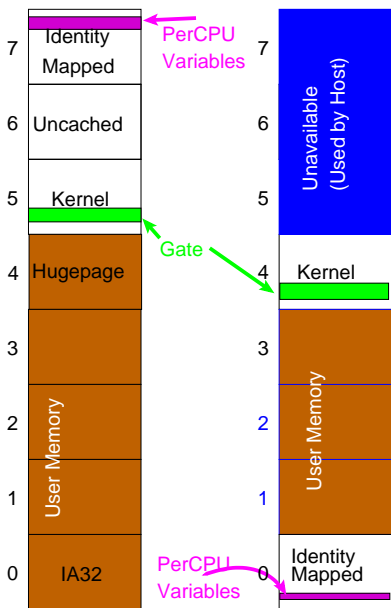 7
Identity
Mapped
PerCPU
Variables
7
6
Uncached
6
Unavailable
(Used by Host)
5
Kernel
5
Gate
4
Hugepage
4
Kernel
3
3
2
User Memory
2
User Memory
1
1
0
IA32
PerCPU
Variables
0
Identity
Mapped